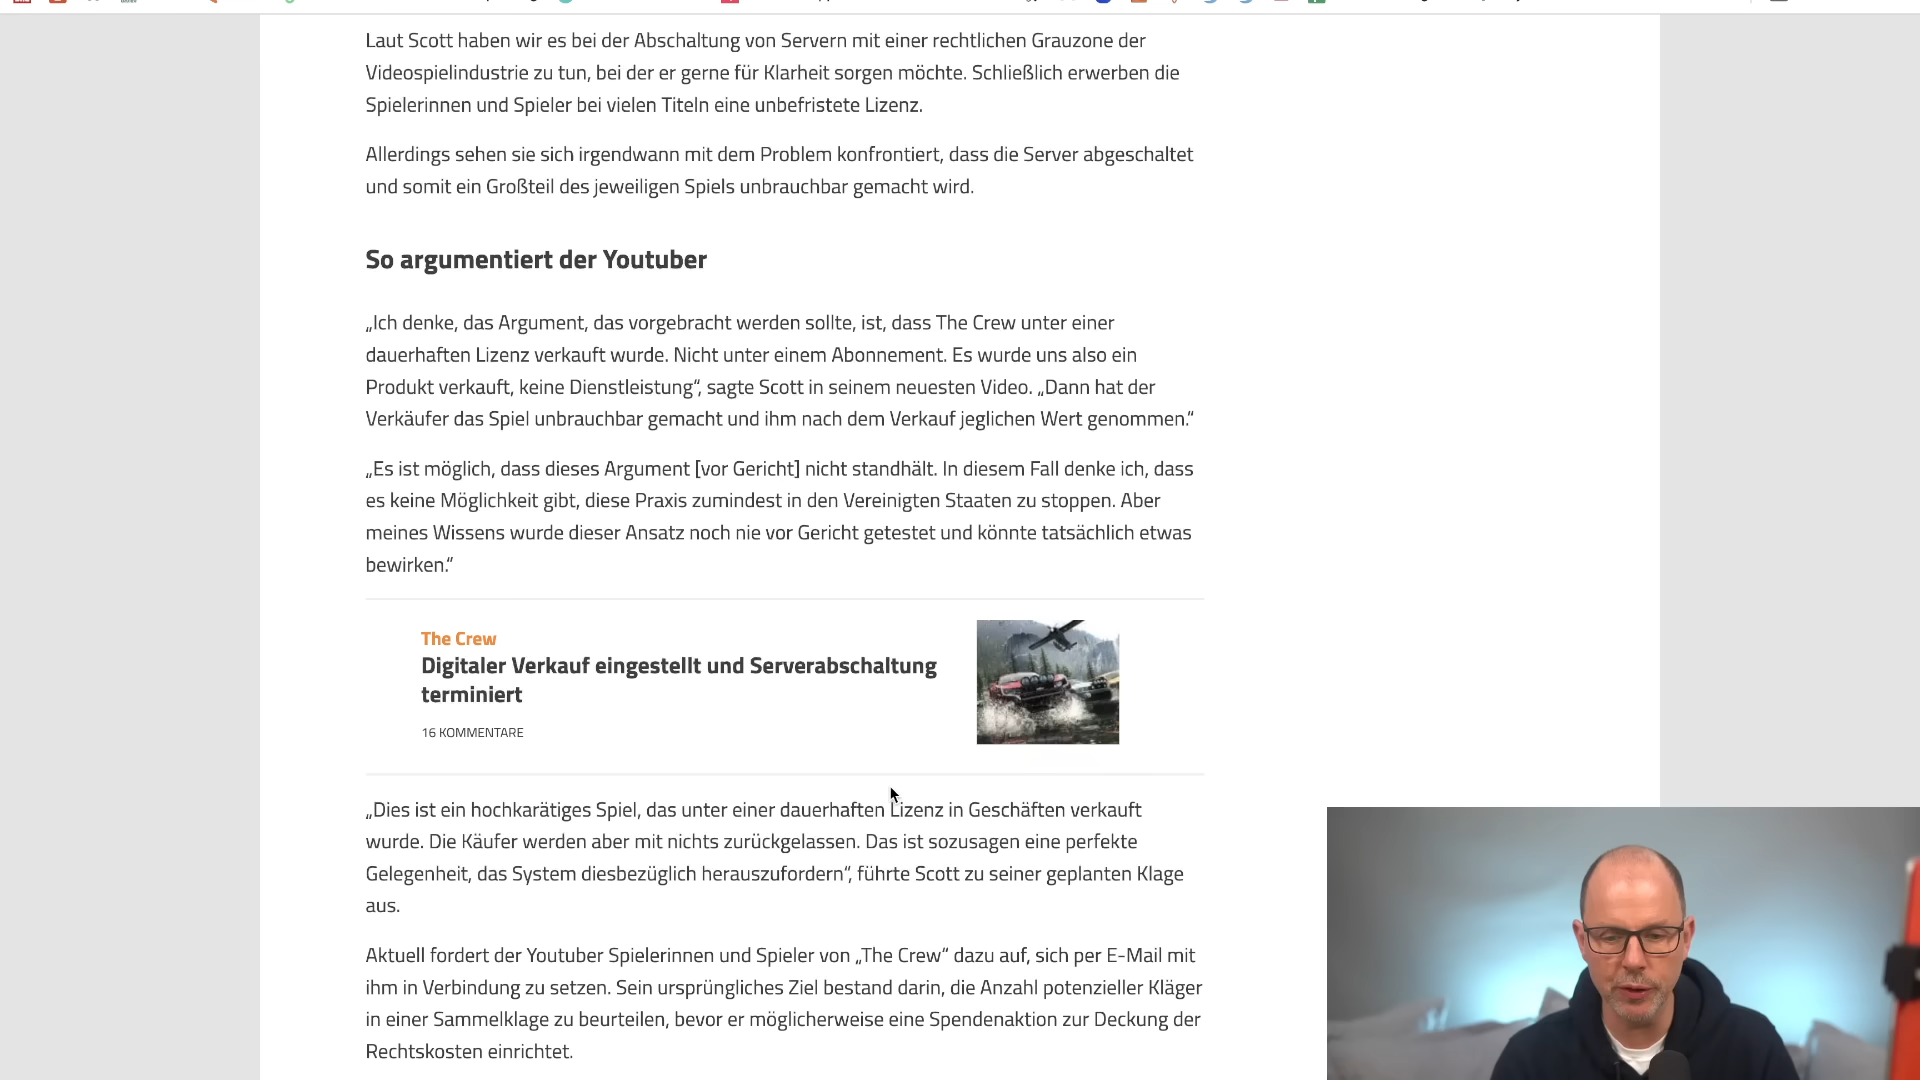 Laut Scott haben wir es bei der Abschaltung von Servern mit einer rechtlichen Grauzone der
Videospielindustrie zu tun, bei der er gerne für Klarheit sorgen möchte. Schließlich erwerben die
Spielerinnen und Spieler bei vielen Titeln eine unbefristete Lizenz.
Allerdings sehen sie sich irgendwann mit dem Problem konfrontiert, dass die Server abgeschaltet
und somit ein Großteil des jeweiligen Spiels unbrauchbar gemacht wird.
So argumentiert der Youtuber
„Ich denke, das Argument, das vorgebracht werden sollte, ist, dass The Crew unter einer
dauerhaften Lizenz verkauft wurde. Nicht unter einem Abonnement. Es wurde uns also ein
Produkt verkauft, keine Dienstleistung“, sagte Scott in seinem neuesten Video. „Dann hat der
Verkäufer das Spiel unbrauchbar gemacht und ihm nach dem Verkauf jeglichen Wert genommen.“
„Es ist möglich, dass dieses Argument [vor Gericht] nicht standhält. In diesem Fall denke ich, dass
es keine Möglichkeit gibt, diese Praxis zumindest in den Vereinigten Staaten zu stoppen. Aber
meines Wissens wurde dieser Ansatz noch nie vor Gericht getestet und könnte tatsächlich etwas
bewirken.“
The Crew
Digitaler Verkauf eingestellt und Serverabschaltung
terminiert
16 KOMMENTARE
„Dies ist ein hochkarätiges Spiel, das unter einer dauerhaften Lizenz in Geschäften verkauft
wurde. Die Käufer werden aber mit nichts zurückgelassen. Das ist sozusagen eine perfekte
Gelegenheit, das System diesbezüglich herauszufordern“, führte Scott zu seiner geplanten Klage
aus.
Aktuell fordert der Youtuber Spielerinnen und Spieler von „The Crew“ dazu auf, sich per E-Mail mit
ihm in Verbindung zu setzen. Sein ursprüngliches Ziel bestand darin, die Anzahl potenzieller Kläger
in einer Sammelklage zu beurteilen, bevor er möglicherweise eine Spendenaktion zur Deckung der
Rechtskosten einrichtet.